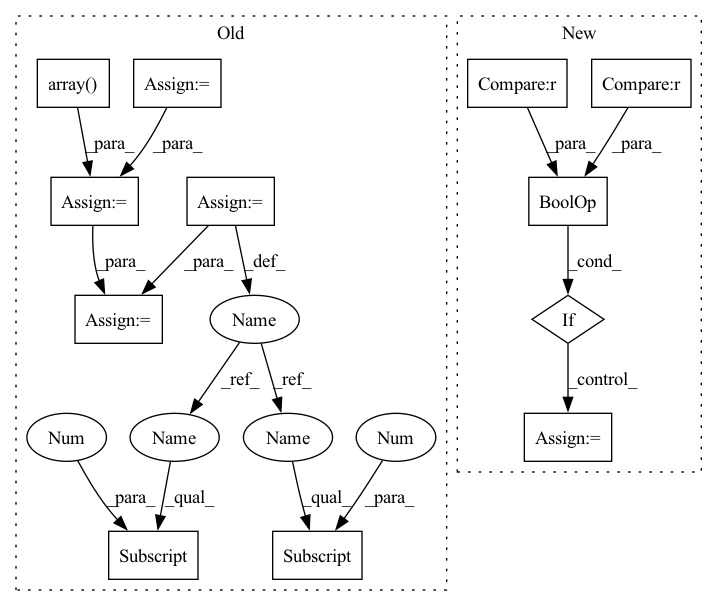 Old
New
array()
Assign:=
Compare:r
Compare:r
_para_
_para_
_para_
_para_
Assign:=
Assign:=
BoolOp
_para_
_para_
_def_
_cond_
Assign:=
Name
If
_ref_
_ref_
_control_
Num
Name
Name
Num
Assign:=
_para_
_qual_
_qual_
_para_
Subscript
Subscript